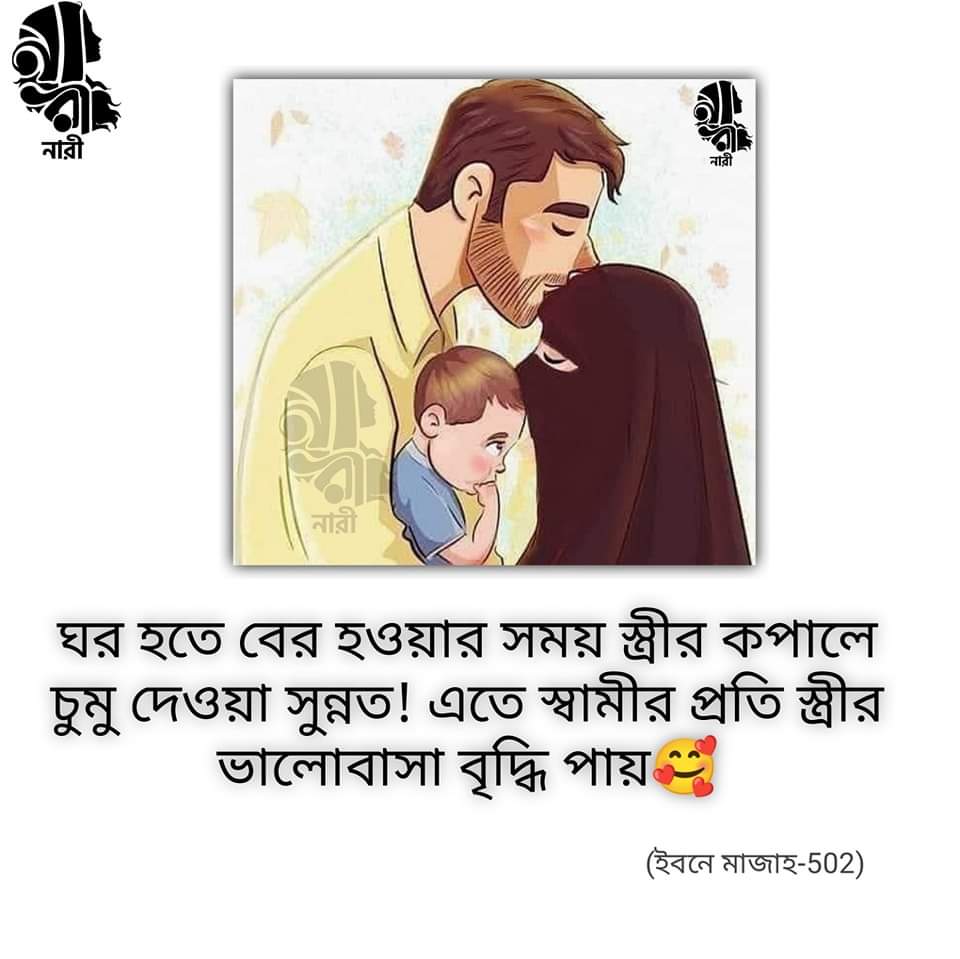 নারী
নারী
নারী
ঘর হতে বের হওয়ার সময় স্ত্রীর কপালে
চুমু দেওয়া সুন্নত! এতে স্বামীর প্রতি স্ত্রীর
ভালোবাসা বৃদ্ধি পায়🥰
(ইবনে মাজাহ-502)